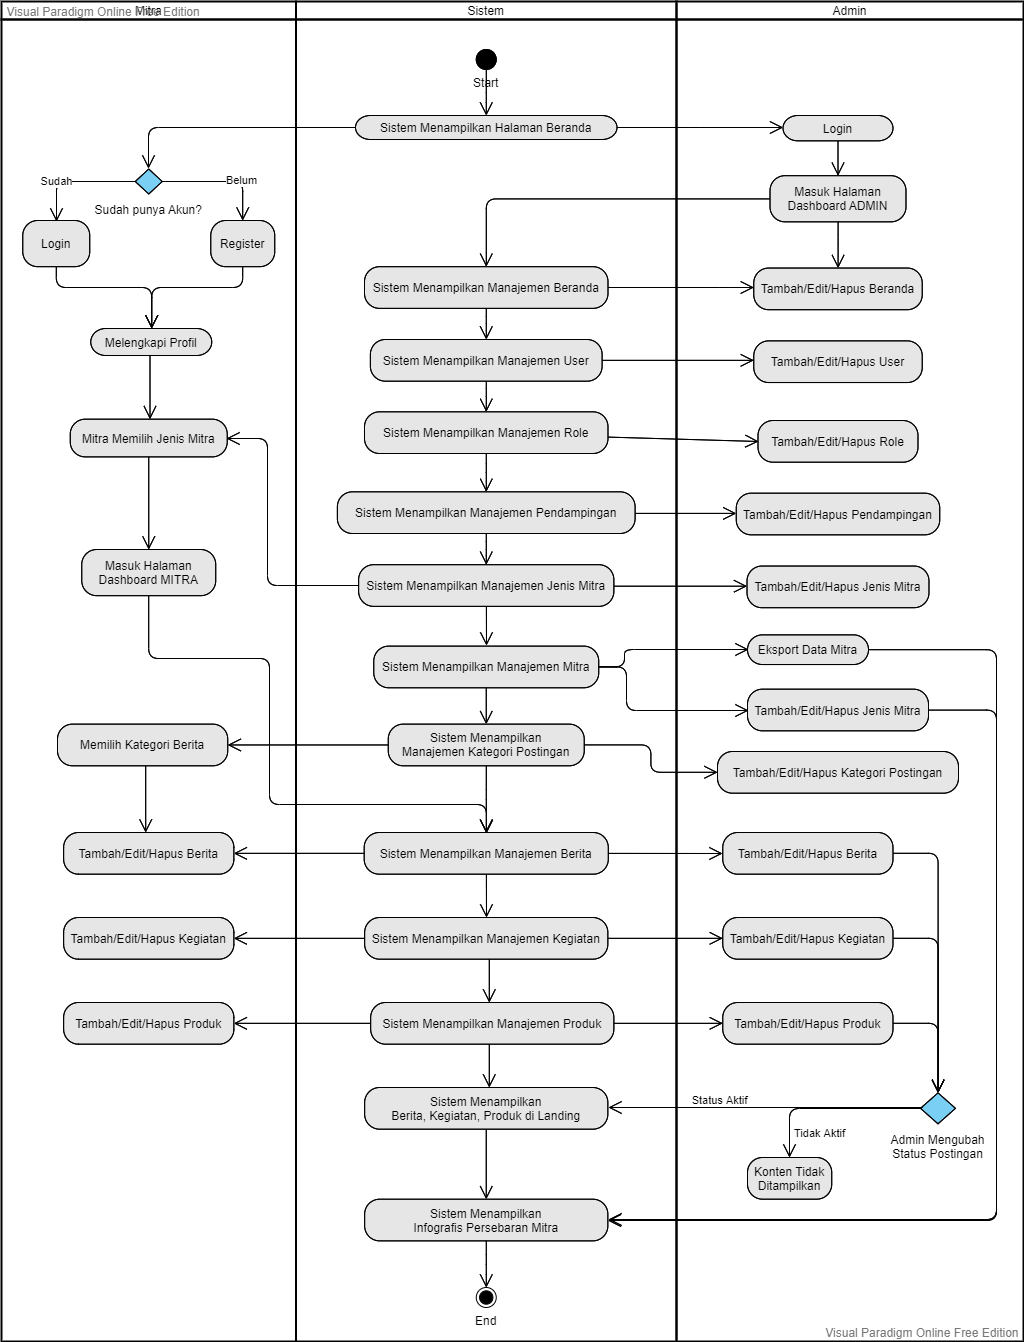 Visual Paradigm Online Free Edition
Mitra
Sistem
Admin
Start
Sistem Menampilkan Halaman Beranda
Login
Sudah
Belum
Sudah punya Akun?
Masuk Halaman
Dashboard ADMIN
Login
Register
Sistem Menampilkan Manajemen Beranda
Tambah/Edit/Hapus Beranda
Melengkapi Profil
Sistem Menampilkan Manajemen User
Tambah/Edit/Hapus User
Mitra Memilih Jenis Mitra
Sistem Menampilkan Manajemen Role
Tambah/Edit/Hapus Role
Sistem Menampilkan Manajemen Pendampingan
Tambah/Edit/Hapus Pendampingan
Masuk Halaman
Dashboard MITRA
Sistem Menampilkan Manajemen Jenis Mitra
Tambah/Edit/Hapus Jenis Mitra
Sistem Menampilkan Manajemen Mitra
Eksport Data Mitra
Tambah/Edit/Hapus Jenis Mitra
Memilih Kategori Berita
Sistem Menampilkan
Manajemen Kategori Postingan
Tambah/Edit/Hapus Kategori Postingan
Tambah/Edit/Hapus Berita
Sistem Menampilkan Manajemen Berita
Tambah/Edit/Hapus Berita
Tambah/Edit/Hapus Kegiatan
Sistem Menampilkan Manajemen Kegiatan
Tambah/Edit/Hapus Kegiatan
Tambah/Edit/Hapus Produk
Sistem Menampilkan Manajemen Produk
Tambah/Edit/Hapus Produk
Sistem Menampilkan
Berita, Kegiatan, Produk di Landing
Status Aktif
Tidak Aktif
Admin Mengubah
Status Postingan
Konten Tidak
Ditampilkan
Sistem Menampilkan
Infografis Persebaran Mitra
End
Visual Paradigm Online Free Edition